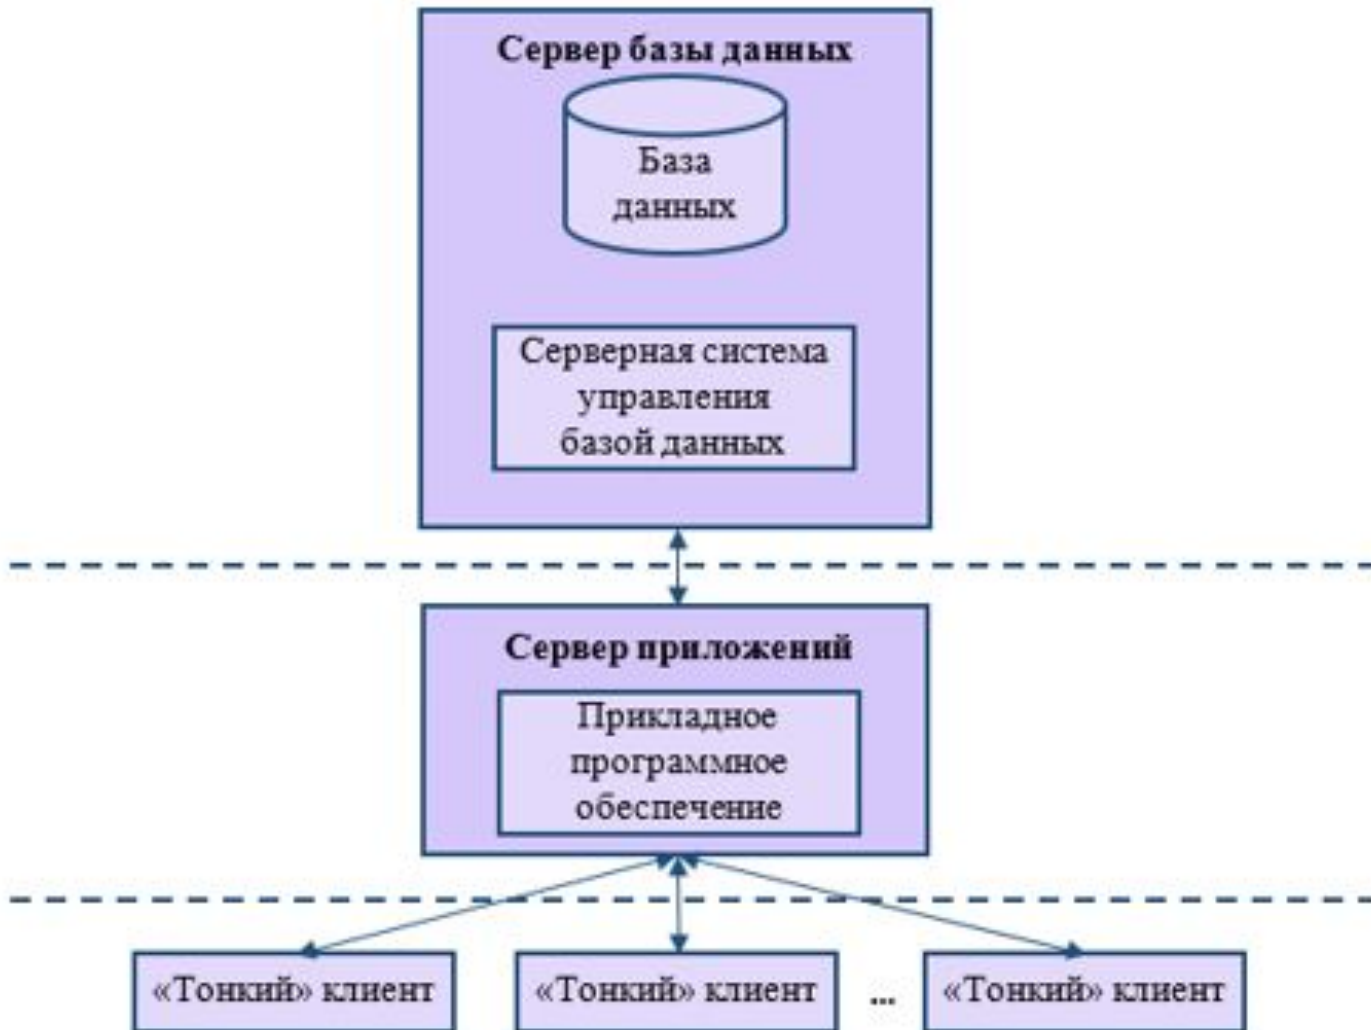 Сервер базы данных
База
данных
Серверная система
управления
базой данных
Сервер приложений
Прикладное
программное
обеспечение
«Тонкий» клиент
«Тонкий» клиент
...
«Тонкий» клиент